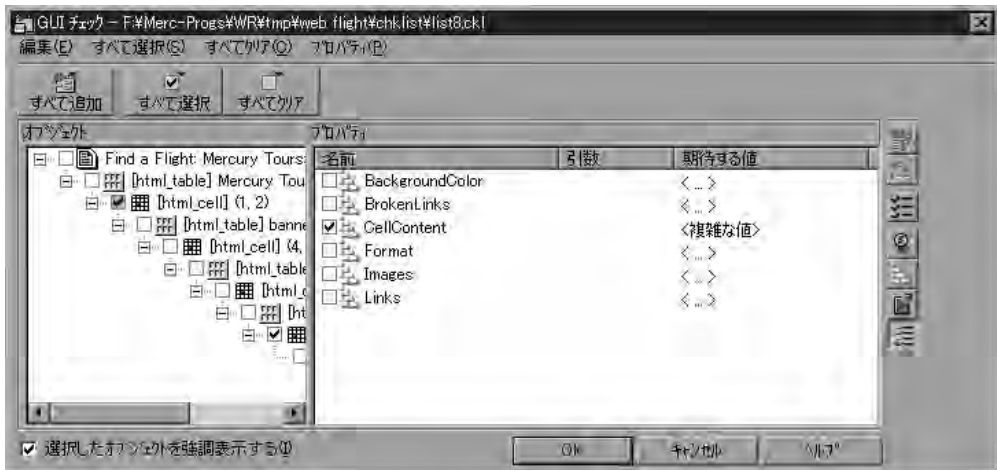 GUI チェック - F:¥Merc-Progs¥WR¥tmp¥web flight¥chklist¥list8.ckl
編集(E) すべて選択(S) すべてクリア(C) プロパティ(P)
すべて追加 すべて選択 すべてクリア
オブジェクト
Find a Flight: Mercury Tours:
[html_table] Mercury Tou
[html_cell] (1, 2)
[html_table] banne
[html_cell] (4,
[html_table
[html_c
[ht
プロパティ
名前 引数 期待する値
BackgroundColor < ... >
BrokenLinks < ... >
CellContent <複雑な値>
Format < ... >
Images < ... >
Links < ... >
選択したオブジェクトを強調表示する(I)
OK キャンセル ヘルプ